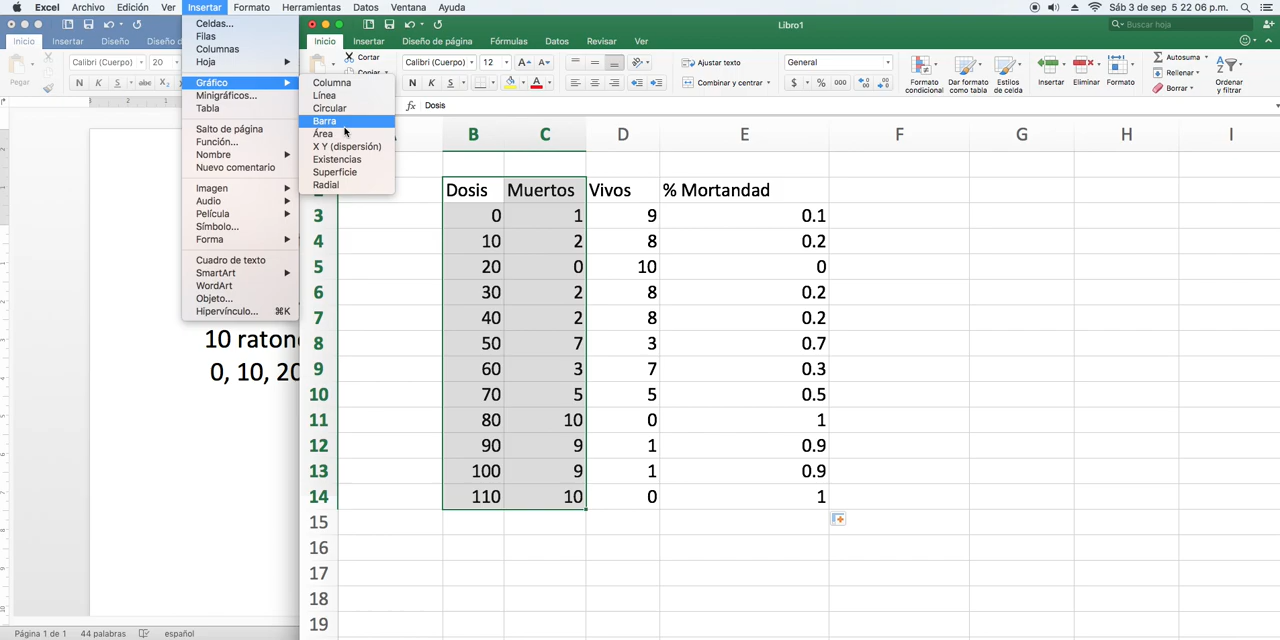 Excel Archivo Edición Ver Insertar Formato Herramientas Datos Ventana Ayuda Sáb 3 de sep 5 22 06 p.m.
Libro1 Buscar hoja
Inicio Insertar Diseño Diseño d
Inicio Insertar Diseño de página Fórmulas Datos Revisar Ver
Pegar
Calibri (Cuerpo) 20
N K S abc X2
Cortar
Copiar
Calibri (Cuerpo) 12 A A
N K S A
Ajustar texto
Combinar y centrar
General
$ % 000
Formato condicional
Dar formato como tabla
Estilos de celda
Insertar
Eliminar
Formato
Autosuma
Rellenar
Borrar
Ordenar y filtrar
Celdas...
Filas
Columnas
Hoja
Gráfico
Minigráficos...
Tabla
Salto de página
Función...
Nombre
Nuevo comentario
Imagen
Audio
Película
Símbolo...
Forma
Cuadro de texto
SmartArt
WordArt
Objeto...
Hipervínculo... ⌘K
Columna
Línea
Circular
Barra
Área
X Y (dispersión)
Existencias
Superficie
Radial
fx Dosis
B C D E F G H I
Dosis Muertos Vivos % Mortandad
3 0 1 9 0.1
4 10 2 8 0.2
5 20 0 10 0
6 30 2 8 0.2
7 40 2 8 0.2
8 50 7 3 0.7
9 60 3 7 0.3
10 70 5 5 0.5
11 80 10 0 1
12 90 9 1 0.9
13 100 9 1 0.9
14 110 10 0 1
15
16
17
18
19
10 ratone
0, 10, 20
Página 1 de 1 44 palabras español